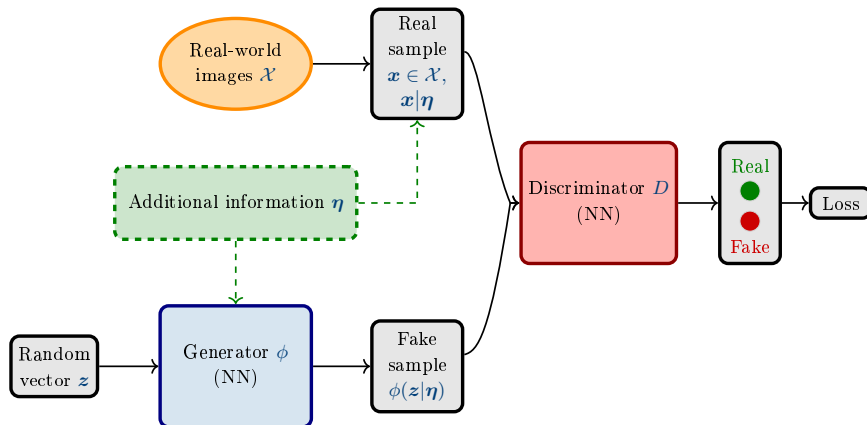 Real-world
images 𝒳
Real
sample
𝒙 ∈ 𝒳,
𝒙|𝜼
Additional information 𝜼
Discriminator D
(NN)
Real
Fake
Loss
Random
vector 𝒛
Generator ϕ
(NN)
Fake
sample
ϕ(𝒛|𝜼)